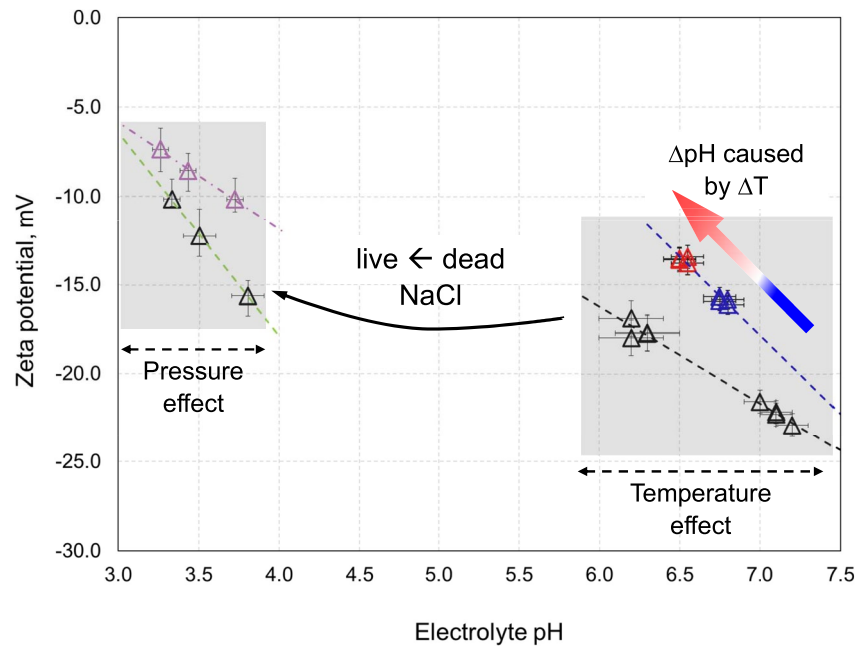 0.0
-5.0
-10.0
-15.0
-20.0
-25.0
-30.0
Zeta potential, mV
ΔpH caused
by ΔT
live ← dead
NaCl
Pressure
effect
Temperature
effect
3.0 3.5 4.0 4.5 5.0 5.5 6.0 6.5 7.0 7.5
Electrolyte pH